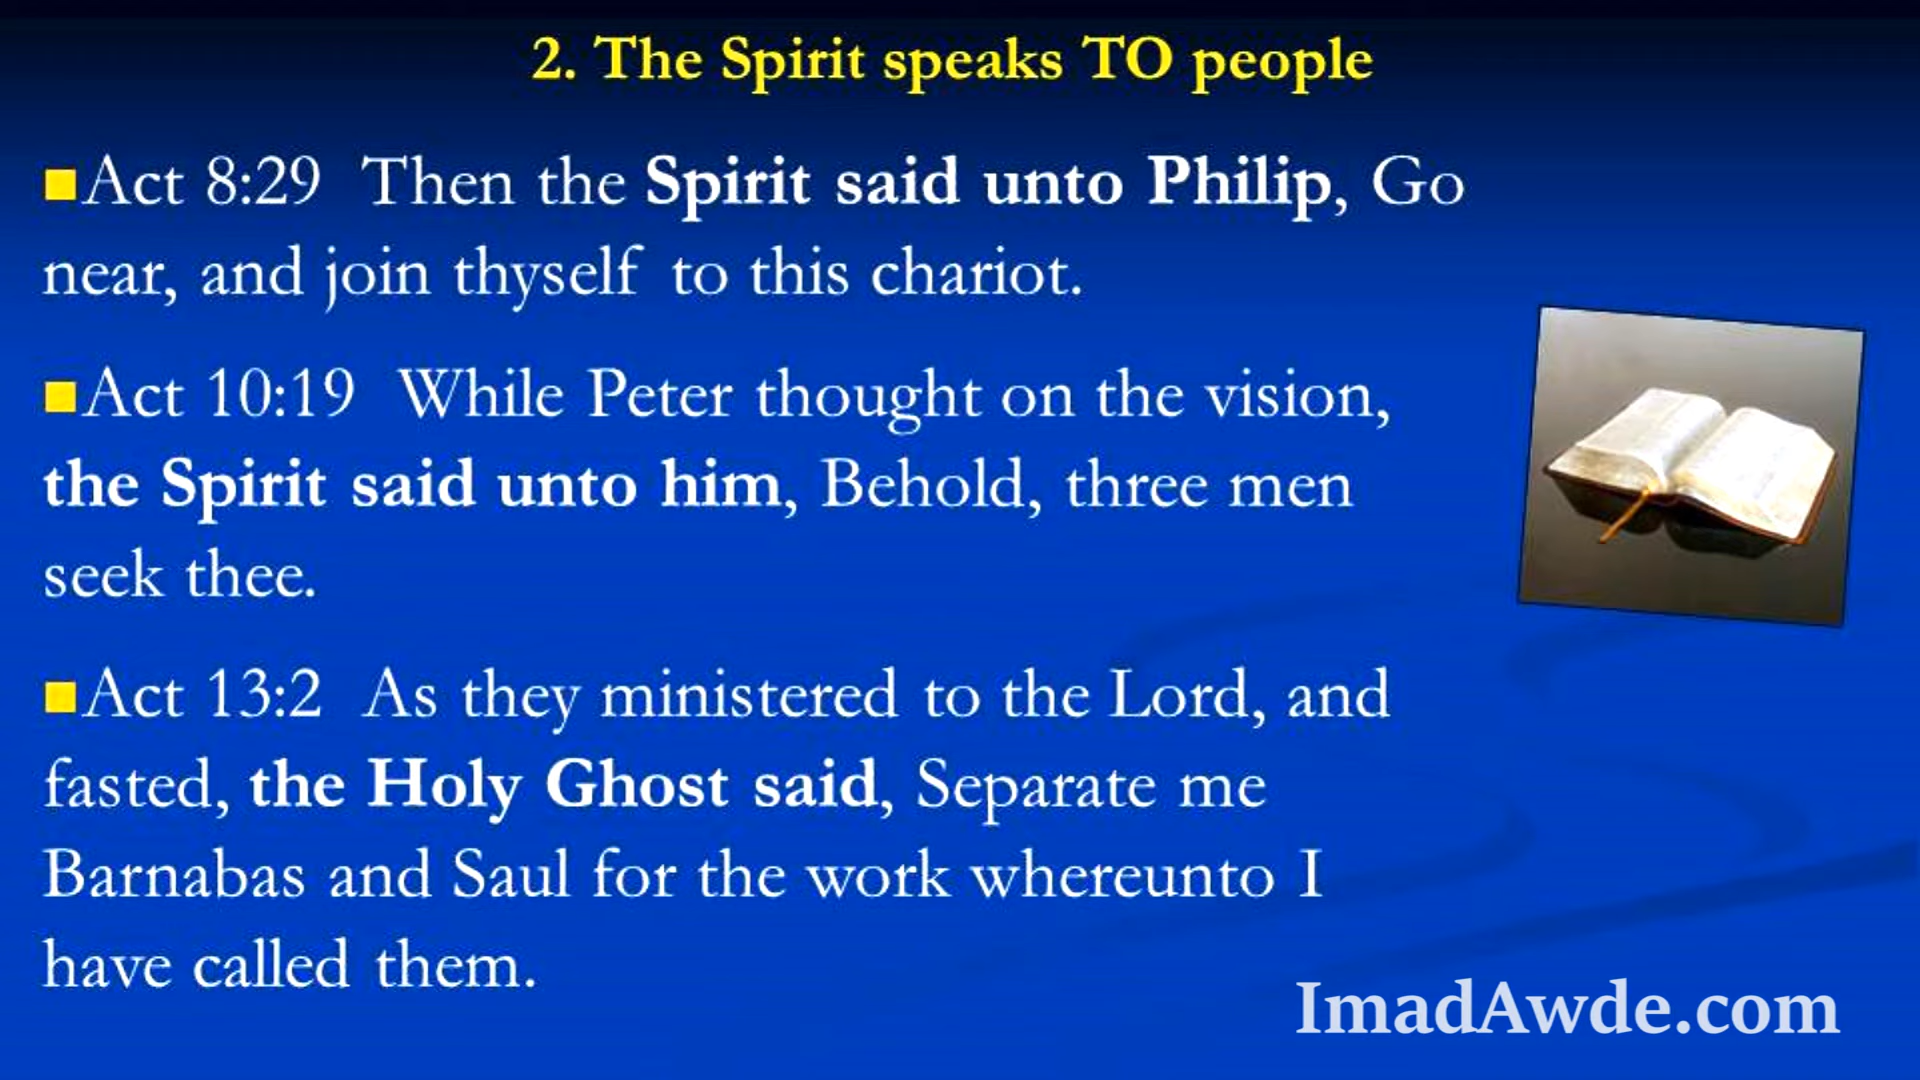 2. The Spirit speaks TO people
Act 8:29 Then the Spirit said unto Philip, Go
near, and join thyself to this chariot.
Act 10:19 While Peter thought on the vision,
the Spirit said unto him, Behold, three men
seek thee.
Act 13:2 As they ministered to the Lord, and
fasted, the Holy Ghost said, Separate me
Barnabas and Saul for the work whereunto I
have called them.
ImadAwde.com